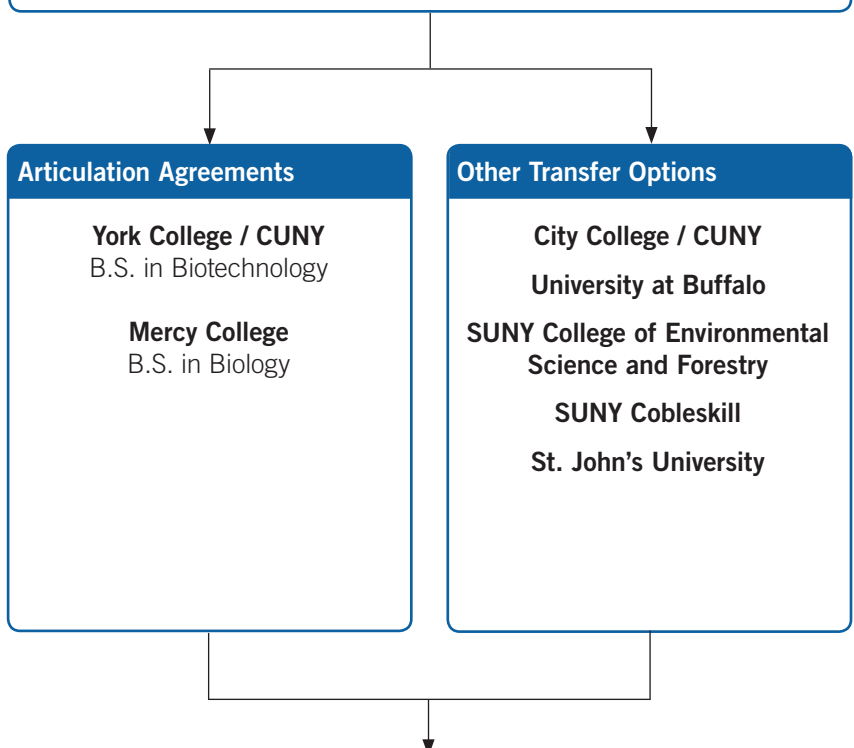 Articulation Agreements
York College / CUNY
B.S. in Biotechnology
Mercy College
B.S. in Biology
Other Transfer Options
City College / CUNY
University at Buffalo
SUNY College of Environmental
Science and Forestry
SUNY Cobleskill
St. John’s University